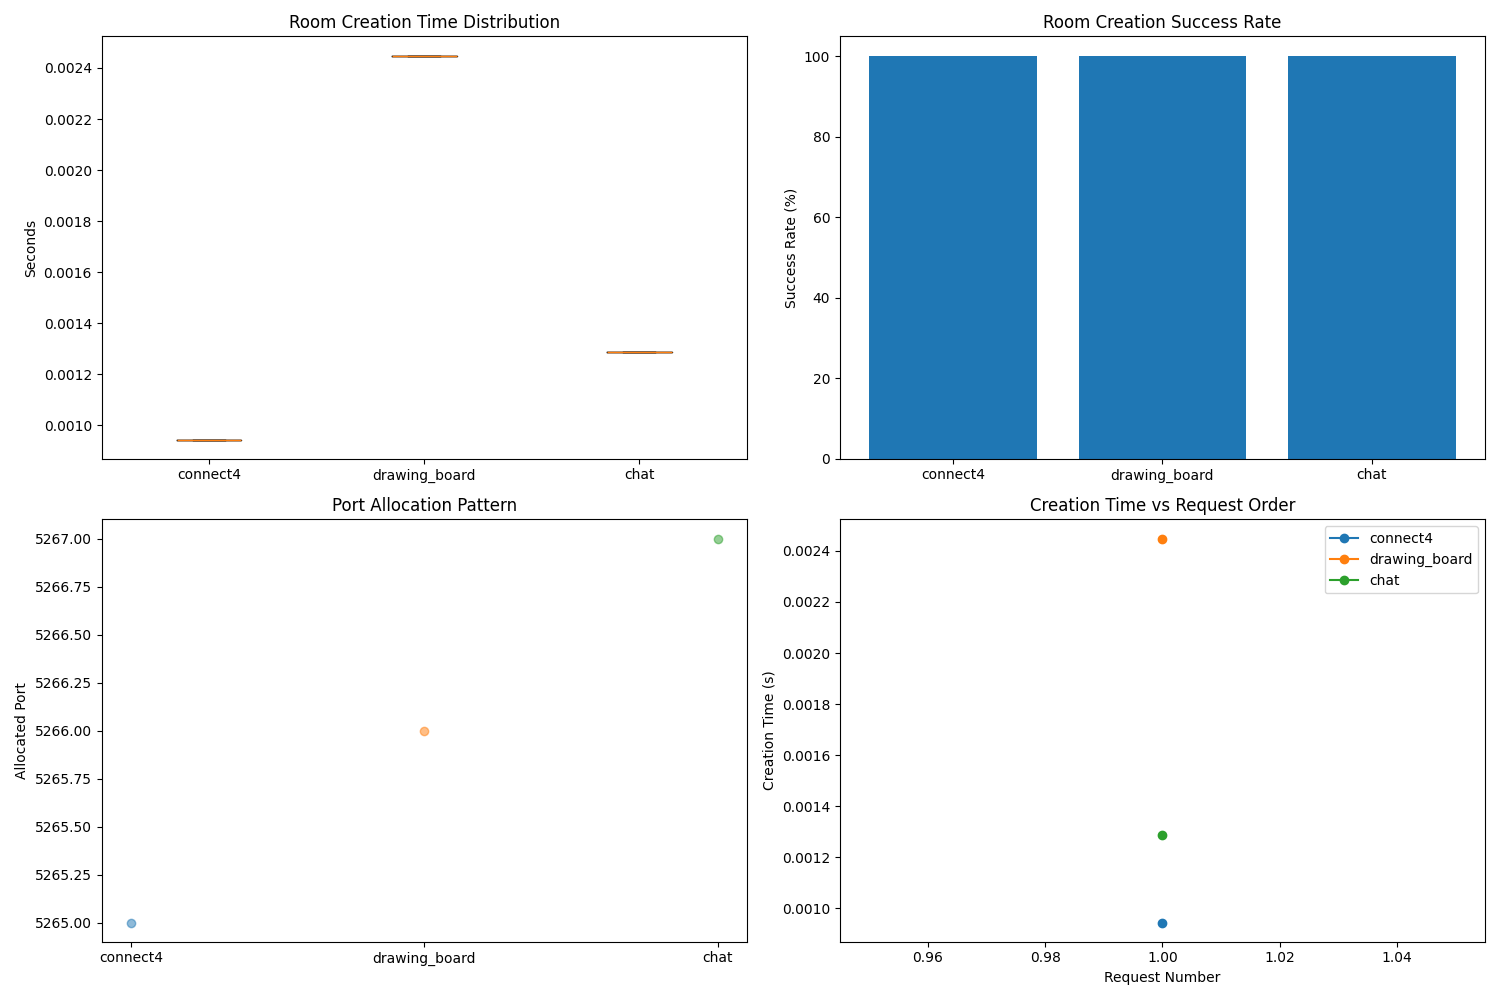 Room Creation Time Distribution
Seconds
0.0024
0.0022
0.0020
0.0018
0.0016
0.0014
0.0012
0.0010
connect4
drawing_board
chat
Room Creation Success Rate
Success Rate (%)
100
80
60
40
20
0
connect4
drawing_board
chat
Port Allocation Pattern
Allocated Port
5267.00
5266.75
5266.50
5266.25
5266.00
5265.75
5265.50
5265.25
5265.00
connect4
drawing_board
chat
Creation Time vs Request Order
Creation Time (s)
0.0024
0.0022
0.0020
0.0018
0.0016
0.0014
0.0012
0.0010
connect4
drawing_board
chat
0.96
0.98
1.00
1.02
1.04
Request Number